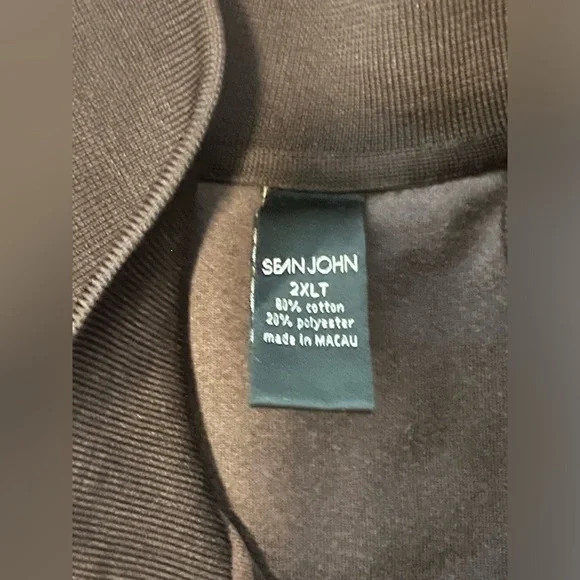 SEAN JOHN
2XLT
80% cotton
20% polyester
made in MACAU